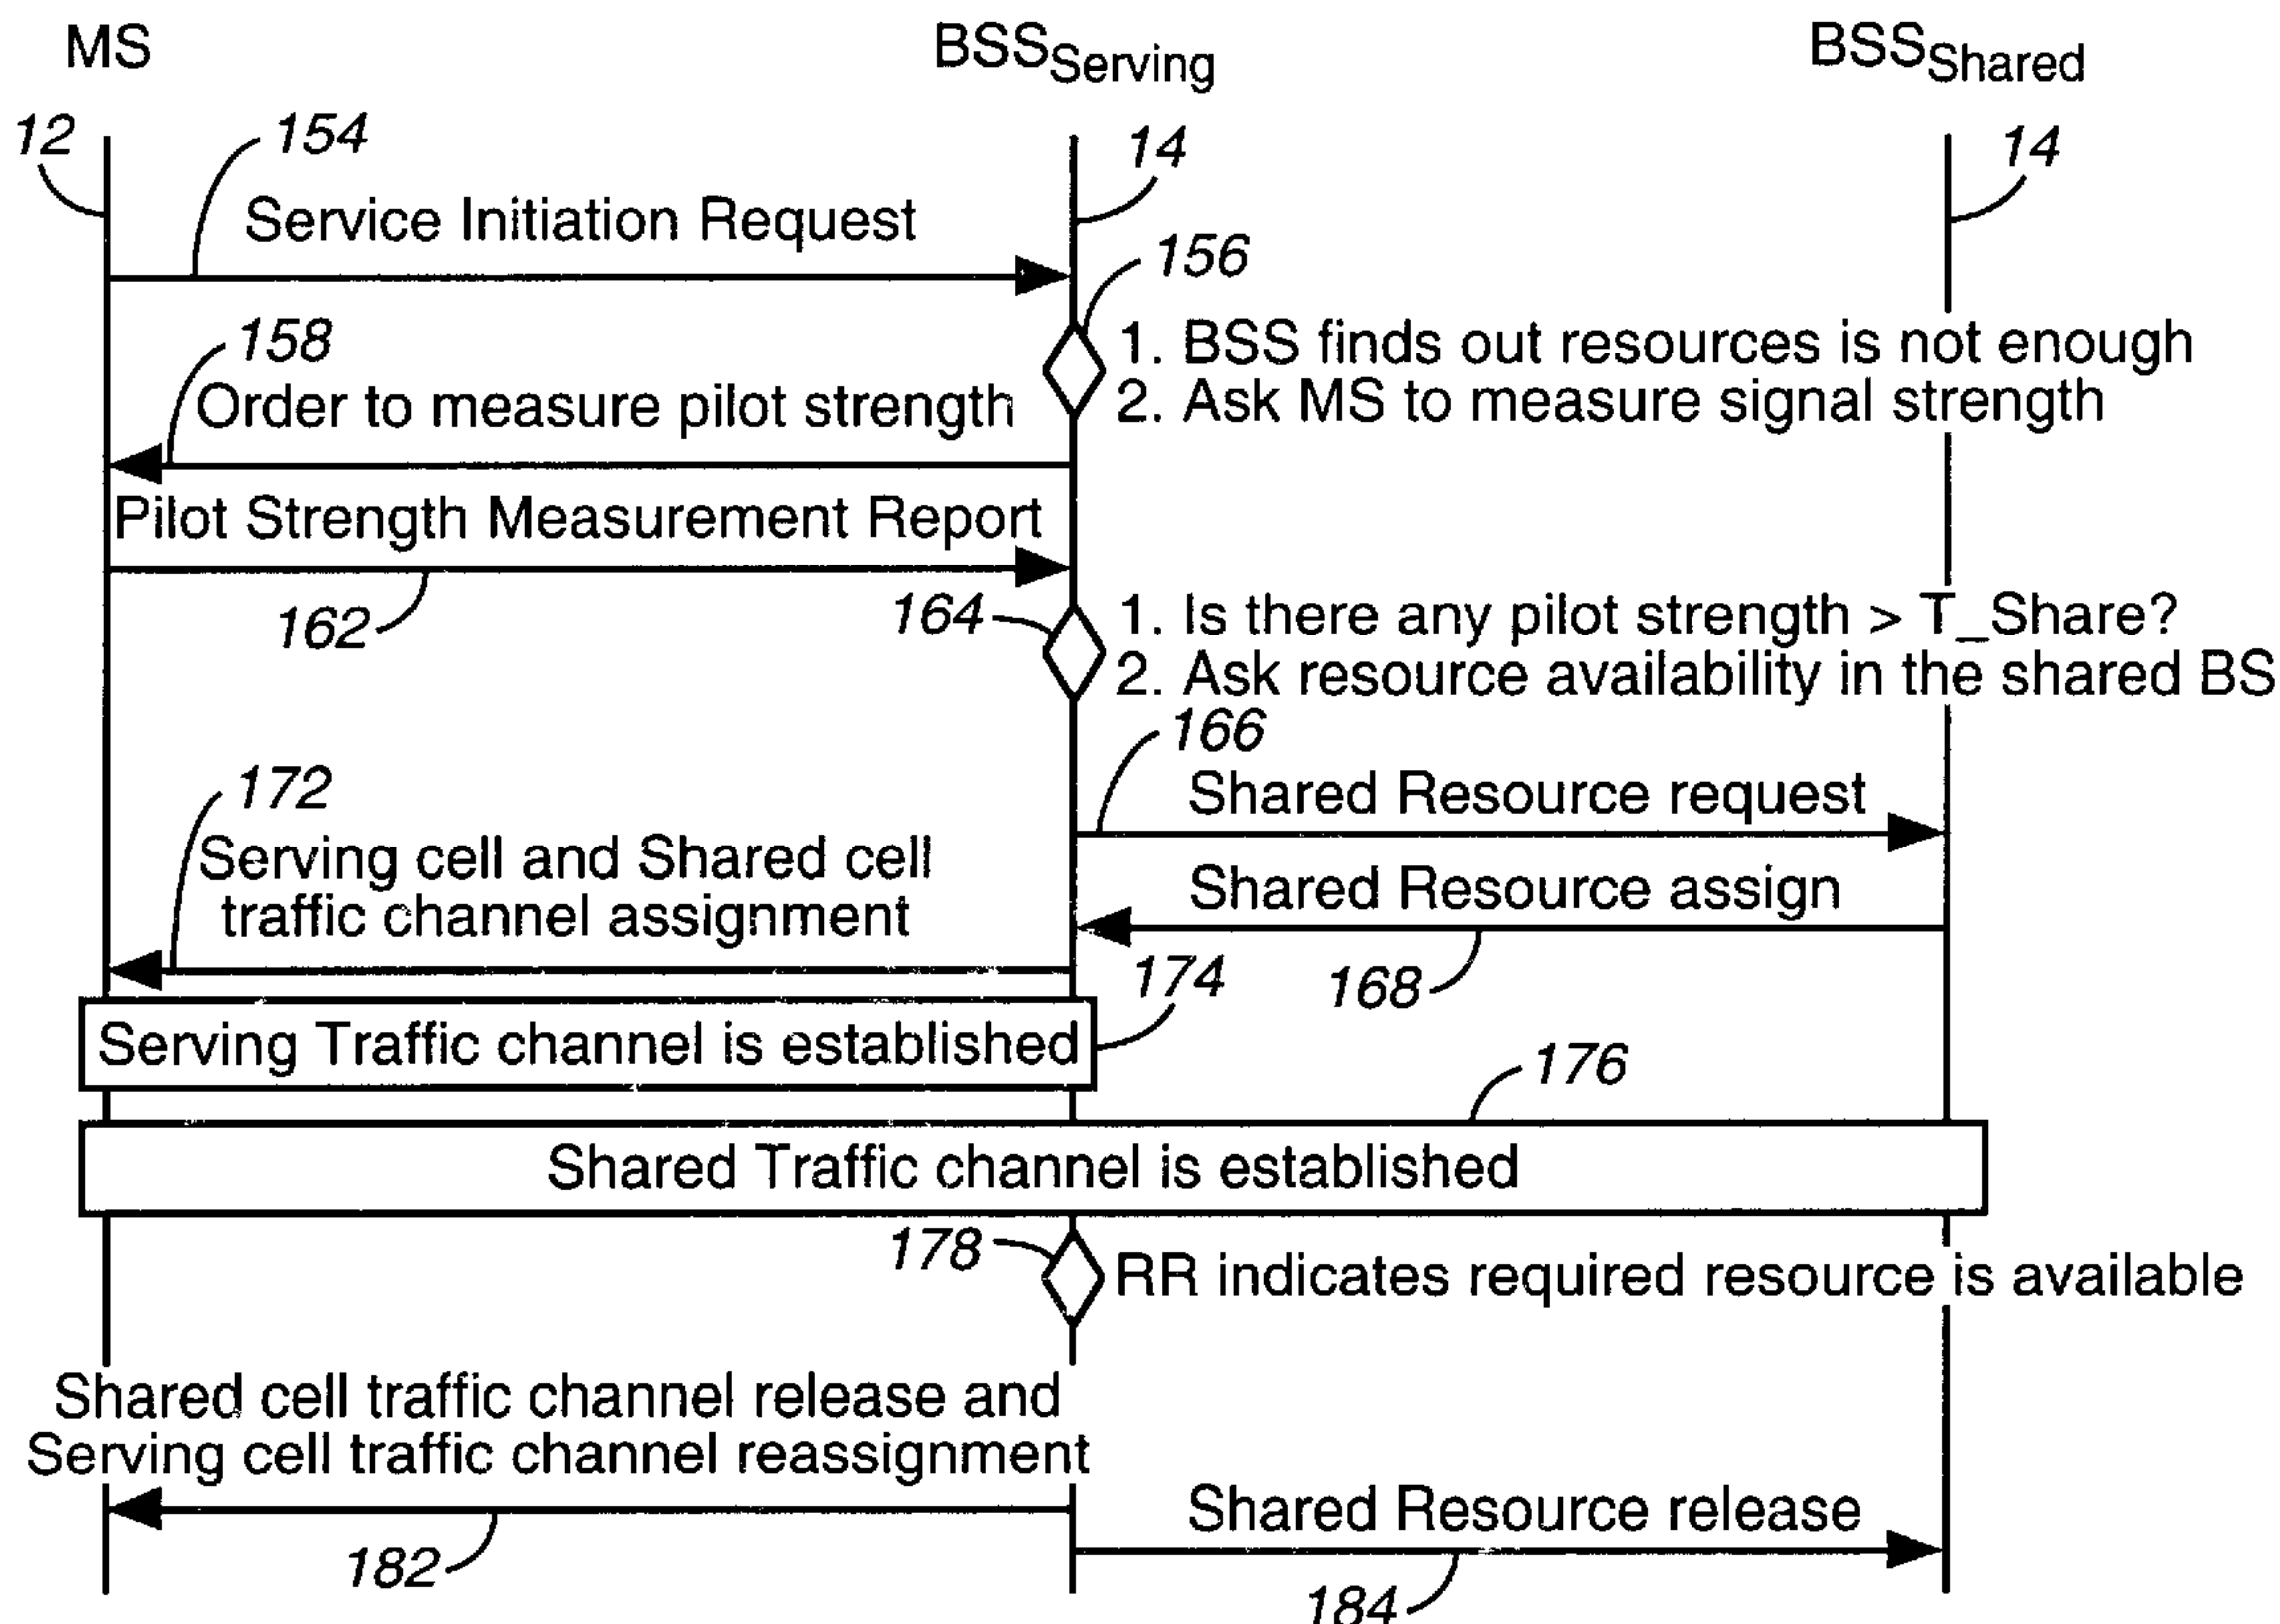 MS
BSSServing
BSSShared
12
154
14
14
Service Initiation Request
156
158
1. BSS finds out resources is not enough
Order to measure pilot strength
2. Ask MS to measure signal strength
Pilot Strength Measurement Report
162
164
1. Is there any pilot strength > T_Share?
2. Ask resource availability in the shared BS
166
172
Shared Resource request
Serving cell and Shared cell
traffic channel assignment
Shared Resource assign
174
168
Serving Traffic channel is established
176
Shared Traffic channel is established
178
RR indicates required resource is available
Shared cell traffic channel release and
Serving cell traffic channel reassignment
Shared Resource release
182
184